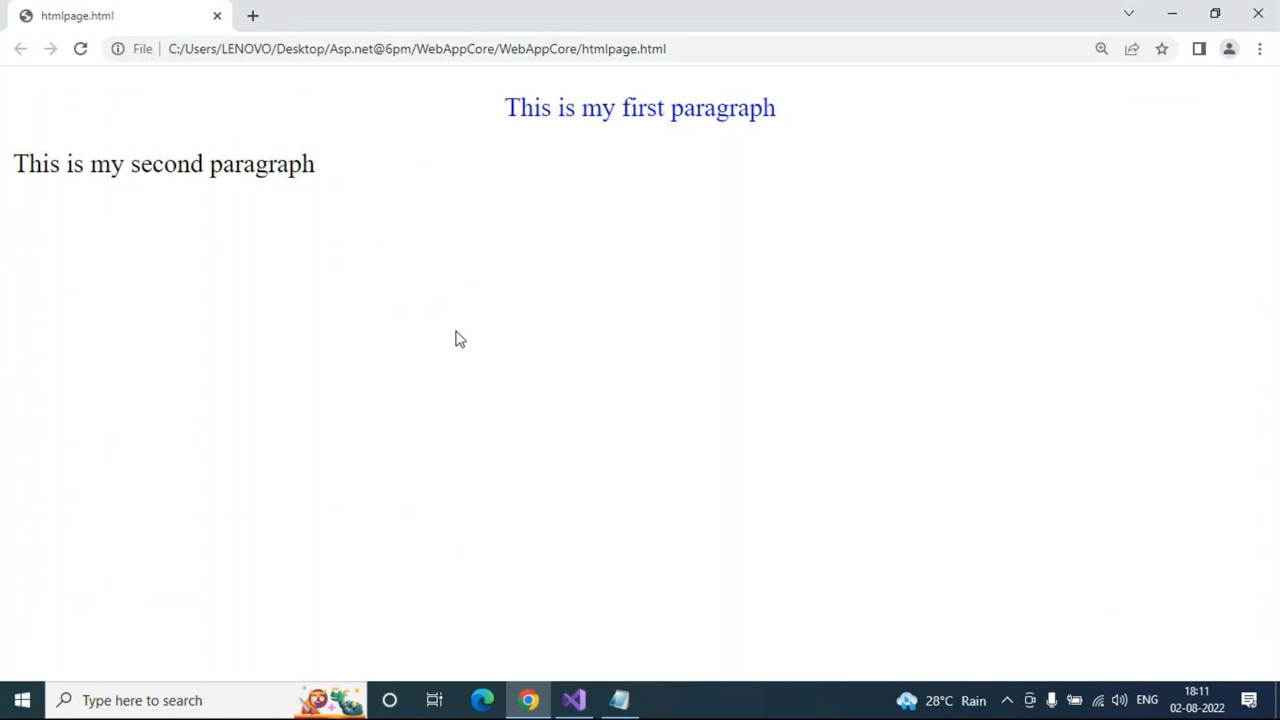 htmlpage.html
File C:/Users/LENOVO/Desktop/Asp.net@6pm/WebAppCore/WebAppCore/htmlpage.html
This is my first paragraph
This is my second paragraph
Type here to search
28°C Rain
ENG
18:11
02-08-2022